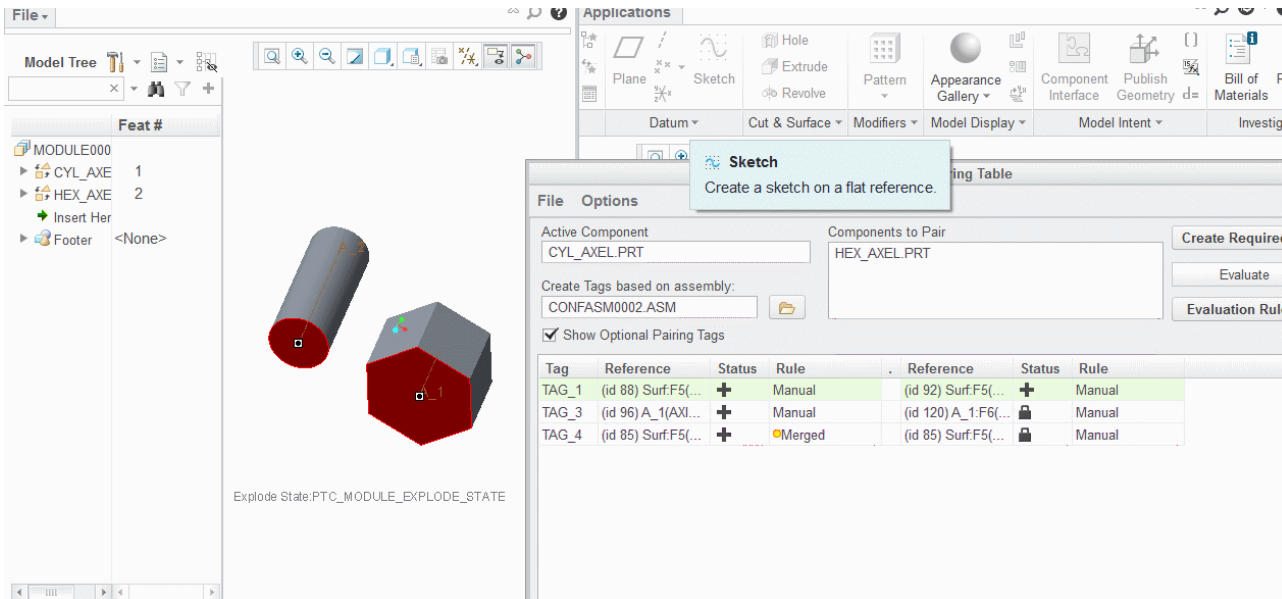 File
Applications
Model Tree
Feat #
MODULE000
CYL_AXE 1
HEX_AXE 2
Insert Her
Footer <None>
A_2
A_1
Explode State:PTC_MODULE_EXPLODE_STATE
Plane
Sketch
Hole
Extrude
Revolve
Pattern
Appearance
Gallery
Component
Interface
Publish
Geometry
d=
Bill of
Materials
Datum
Cut & Surface
Modifiers
Model Display
Model Intent
Investig
Sketch
Create a sketch on a flat reference.
ring Table
File Options
Active Component
CYL_AXEL.PRT
Components to Pair
HEX_AXEL.PRT
Create Required
Evaluate
Evaluation Rul
Create Tags based on assembly:
CONFASM0002.ASM
Show Optional Pairing Tags
Tag Reference Status Rule . Reference Status Rule
TAG_1 (id 88) Surf:F5(... Manual (id 92) Surf:F5(... Manual
TAG_3 (id 96) A_1(AXI... Manual (id 120) A_1:F6(... Manual
TAG_4 (id 85) Surf:F5(... Merged (id 85) Surf:F5(... Manual